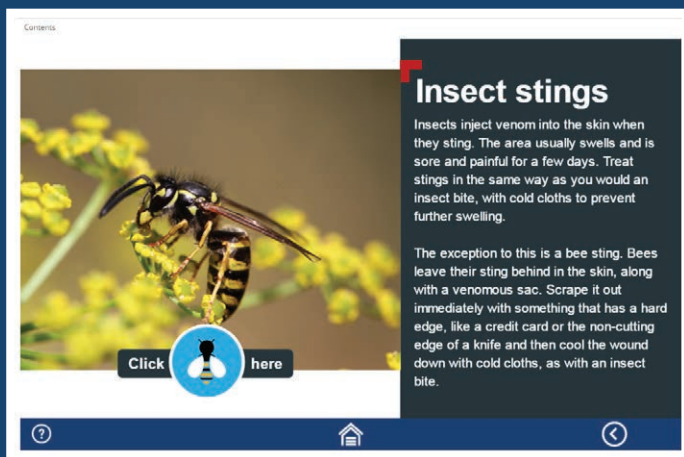 Contents
Insect stings
Insects inject venom into the skin when
they sting. The area usually swells and is
sore and painful for a few days. Treat
stings in the same way as you would an
insect bite, with cold cloths to prevent
further swelling.
The exception to this is a bee sting. Bees
leave their sting behind in the skin, along
with a venomous sac. Scrape it out
immediately with something that has a hard
edge, like a credit card or the non-cutting
edge of a knife and then cool the wound
down with cold cloths, as with an insect
bite.
Click here
?